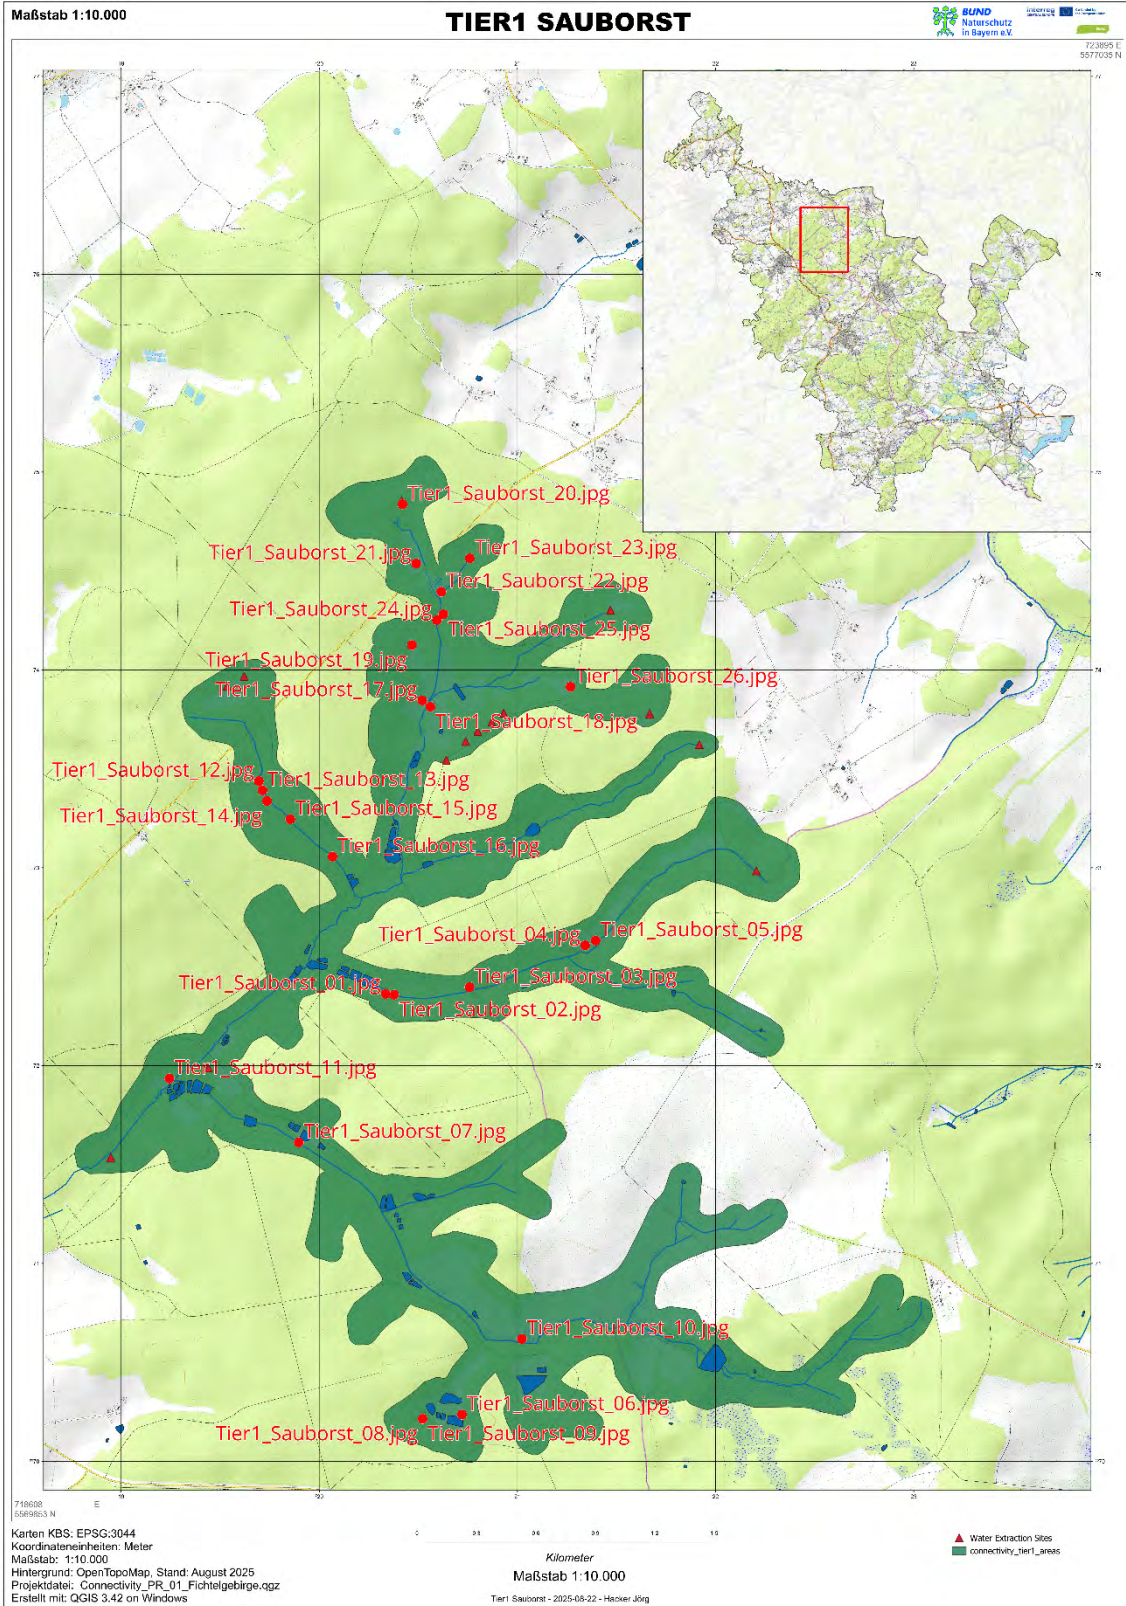 Maßstab 1:10.000
TIER1 SAUBORST
BUND
Naturschutz
in Bayern e.V.
Interreg
723895 E
5577035 N
Tier1_Sauborst_20.jpg
Tier1_Sauborst_21.jpg
Tier1_Sauborst_23.jpg
Tier1_Sauborst_22.jpg
Tier1_Sauborst_24.jpg
Tier1_Sauborst_25.jpg
Tier1_Sauborst_19.jpg
Tier1_Sauborst_26.jpg
Tier1_Sauborst_17.jpg
Tier1_Sauborst_18.jpg
Tier1_Sauborst_12.jpg
Tier1_Sauborst_13.jpg
Tier1_Sauborst_14.jpg
Tier1_Sauborst_15.jpg
Tier1_Sauborst_16.jpg
Tier1_Sauborst_04.jpg
Tier1_Sauborst_05.jpg
Tier1_Sauborst_01.jpg
Tier1_Sauborst_03.jpg
Tier1_Sauborst_02.jpg
Tier1_Sauborst_11.jpg
Tier1_Sauborst_07.jpg
Tier1_Sauborst_10.jpg
Tier1_Sauborst_06.jpg
Tier1_Sauborst_08.jpg
Tier1_Sauborst_09.jpg
718608 E
5569853 N
Karten KBS: EPSG:3044
Koordinateneinheiten: Meter
Maßstab: 1:10.000
Hintergrund: OpenTopoMap, Stand: August 2025
Projektdatei: Connectivity_PR_01_Fichtelgebirge.qgz
Erstellt mit: QGIS 3.42 on Windows
Kilometer
Maßstab 1:10.000
Tier1 Sauborst - 2025-08-22 - Hacker Jörg
Water Extraction Sites
connectivity_tier1_areas